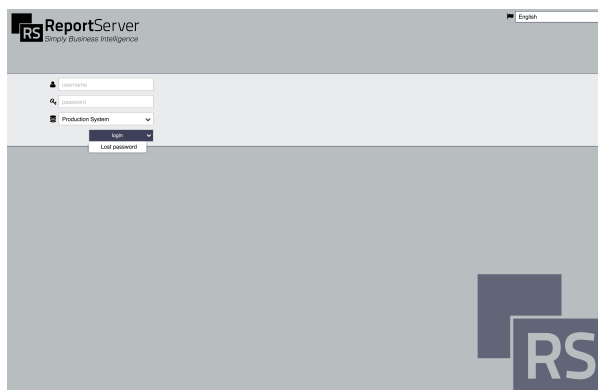 RS ReportServer
Simply Business Intelligence
English
username
password
Production System
login
Lost password
RS